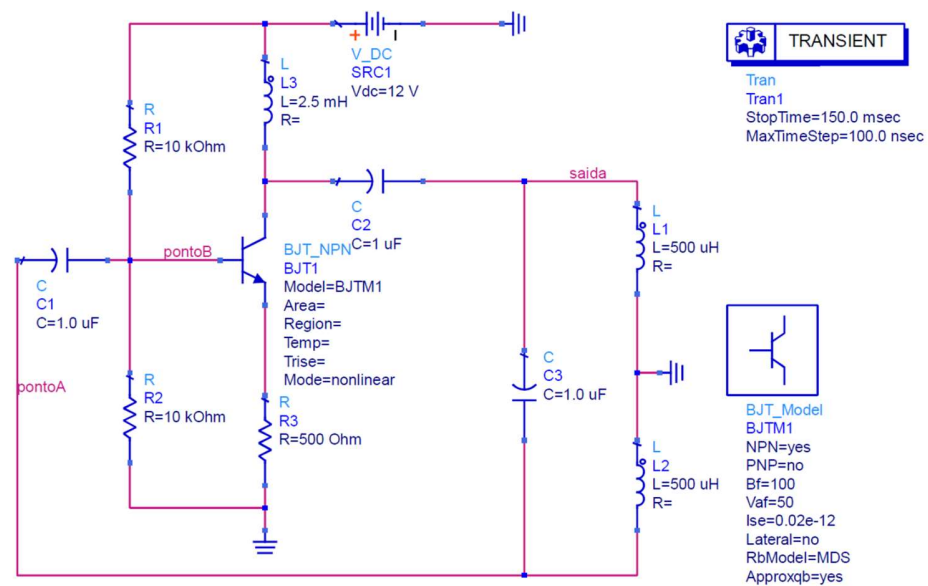 V_DC
SRC1
Vdc=12 V
L
L3
L=2.5 mH
R=
R
R1
R=10 kOhm
C
C2
C=1 uF
saida
L
L1
L=500 uH
R=
pontoB
BJT_NPN
BJT1
Model=BJTM1
Area=
Region=
Temp=
Trise=
Mode=nonlinear
C
C1
C=1.0 uF
pontoA
R
R2
R=10 kOhm
R
R3
R=500 Ohm
C
C3
C=1.0 uF
L
L2
L=500 uH
R=
TRANSIENT
Tran
Tran1
StopTime=150.0 msec
MaxTimeStep=100.0 nsec
BJT_Model
BJTM1
NPN=yes
PNP=no
Bf=100
Vaf=50
Ise=0.02e-12
Lateral=no
RbModel=MDS
Approxqb=yes